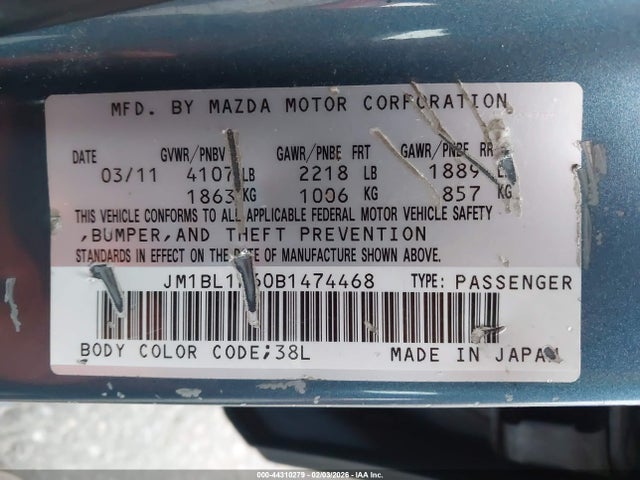 MFD. BY MAZDA MOTOR CORPORATION
DATE GVWR/PNBV GAWR/PNBE FRT GAWR/PNBE RR
03/11 4107 LB 2218 LB 1889
1863 KG 1006 KG 857 KG
THIS VEHICLE CONFORMS TO ALL APPLICABLE FEDERAL MOTOR VEHICLE SAFETY
,BUMPER,AND THEFT PREVENTION
STANDARDS IN EFFECT ON THE DATE OF MANUFACTURE SHOWN ABOVE.
TYPE: PASSENGER
BODY COLOR CODE;38L MADE IN JAPAN
000-44310279 - 02/03/2026 - IAA Inc.